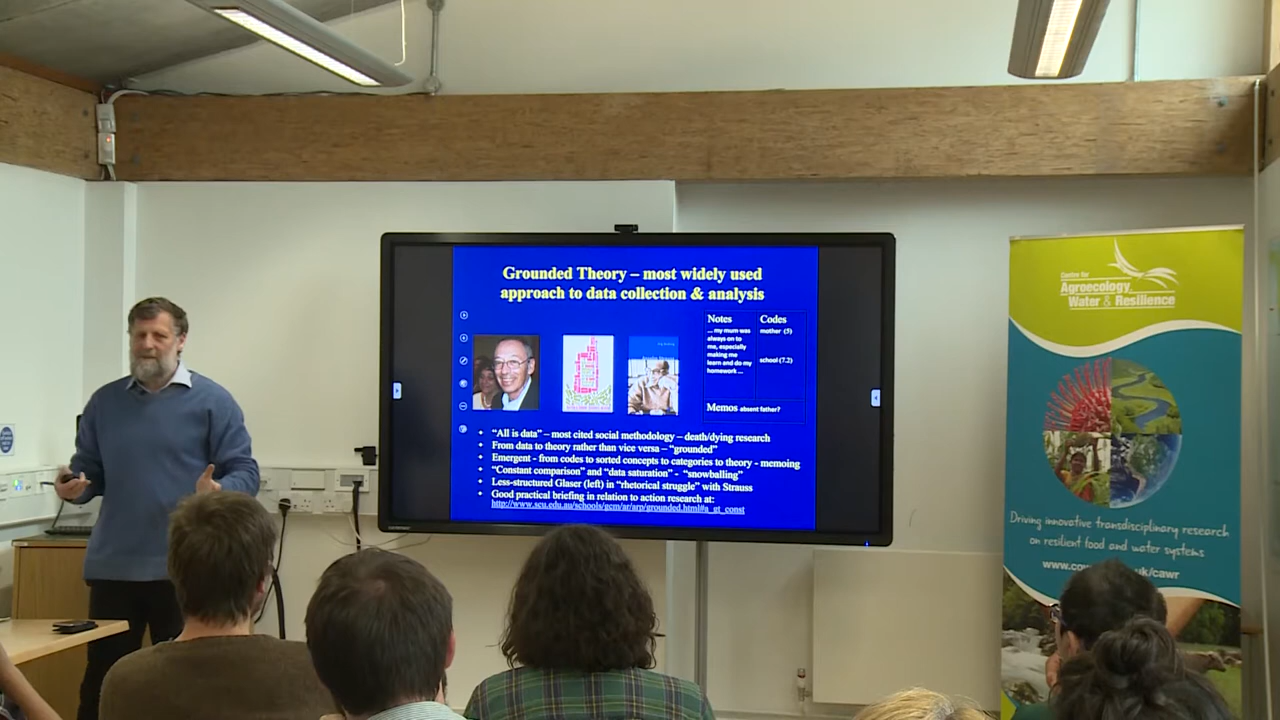 Grounded Theory – most widely used
approach to data collection & analysis
Notes
... my mum was
always on to
me, especially
making me
learn and do my
homework ...
Codes
mother (5)
school (7.2)
Memos absent father?
• "All is data" – most cited social methodology – death/dying research
• From data to theory rather than vice versa – "grounded"
• Emergent - from codes to sorted concepts to categories to theory - memoing
• "Constant comparison" and "data saturation" - "snowballing"
• Less-structured Glaser (left) in "rhetorical struggle" with Strauss
• Good practical briefing in relation to action research at:
http://www.scu.edu.au/schools/gcm/ar/arp/grounded.html#a_gt_const
Centre for
Agroecology,
Water & Resilience
Driving innovative transdisciplinary research
on resilient food and water systems
k/cawr